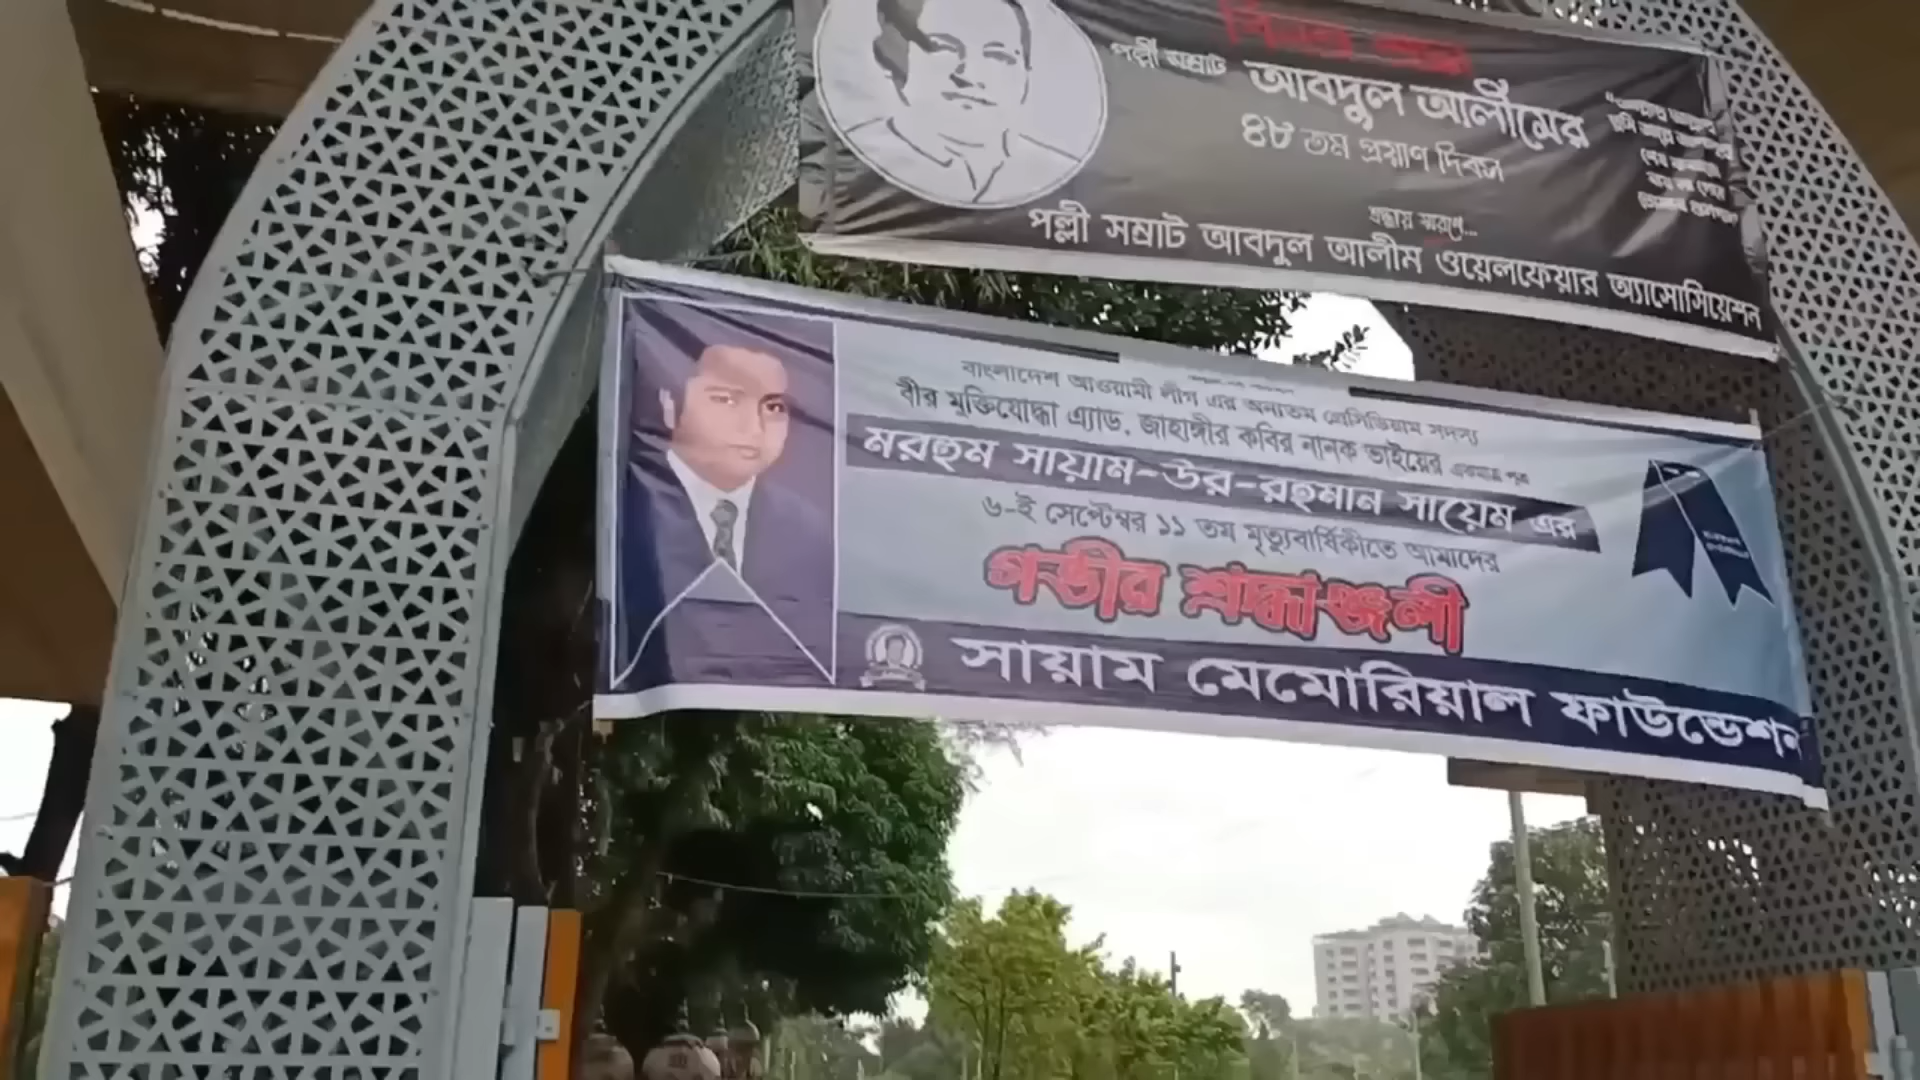 পল্লী সম্রাট
আবদুল আলীমের
৪৮ তম প্রয়াণ দিবস
শ্রদ্ধায় স্মরণে...
পল্লী সম্রাট আবদুল আলীম ওয়েলফেয়ার অ্যাসোসিয়েশন
বাংলাদেশ আওয়ামী লীগ এর অন্যতম প্রেসিডিয়াম সদস্য
বীর মুক্তিযোদ্ধা এ্যাড. জাহাঙ্গীর কবির নানক ভাইয়ের একমাত্র পুত্র
মরহুম সায়াম-উর-রহমান সায়েম এর
৬-ই সেপ্টেম্বর ১১ তম মৃত্যুবার্ষিকীতে আমাদের
গভীর শ্রদ্ধাঞ্জলী
সায়াম মেমোরিয়াল ফাউন্ডেশন